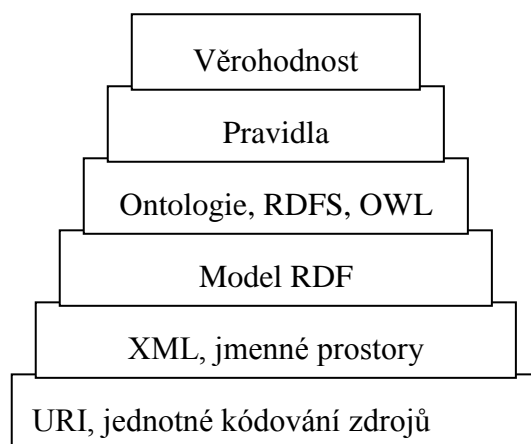 Věrohodnost
Pravidla
Ontologie, RDFS, OWL
Model RDF
XML, jmenné prostory
URI, jednotné kódování zdrojů